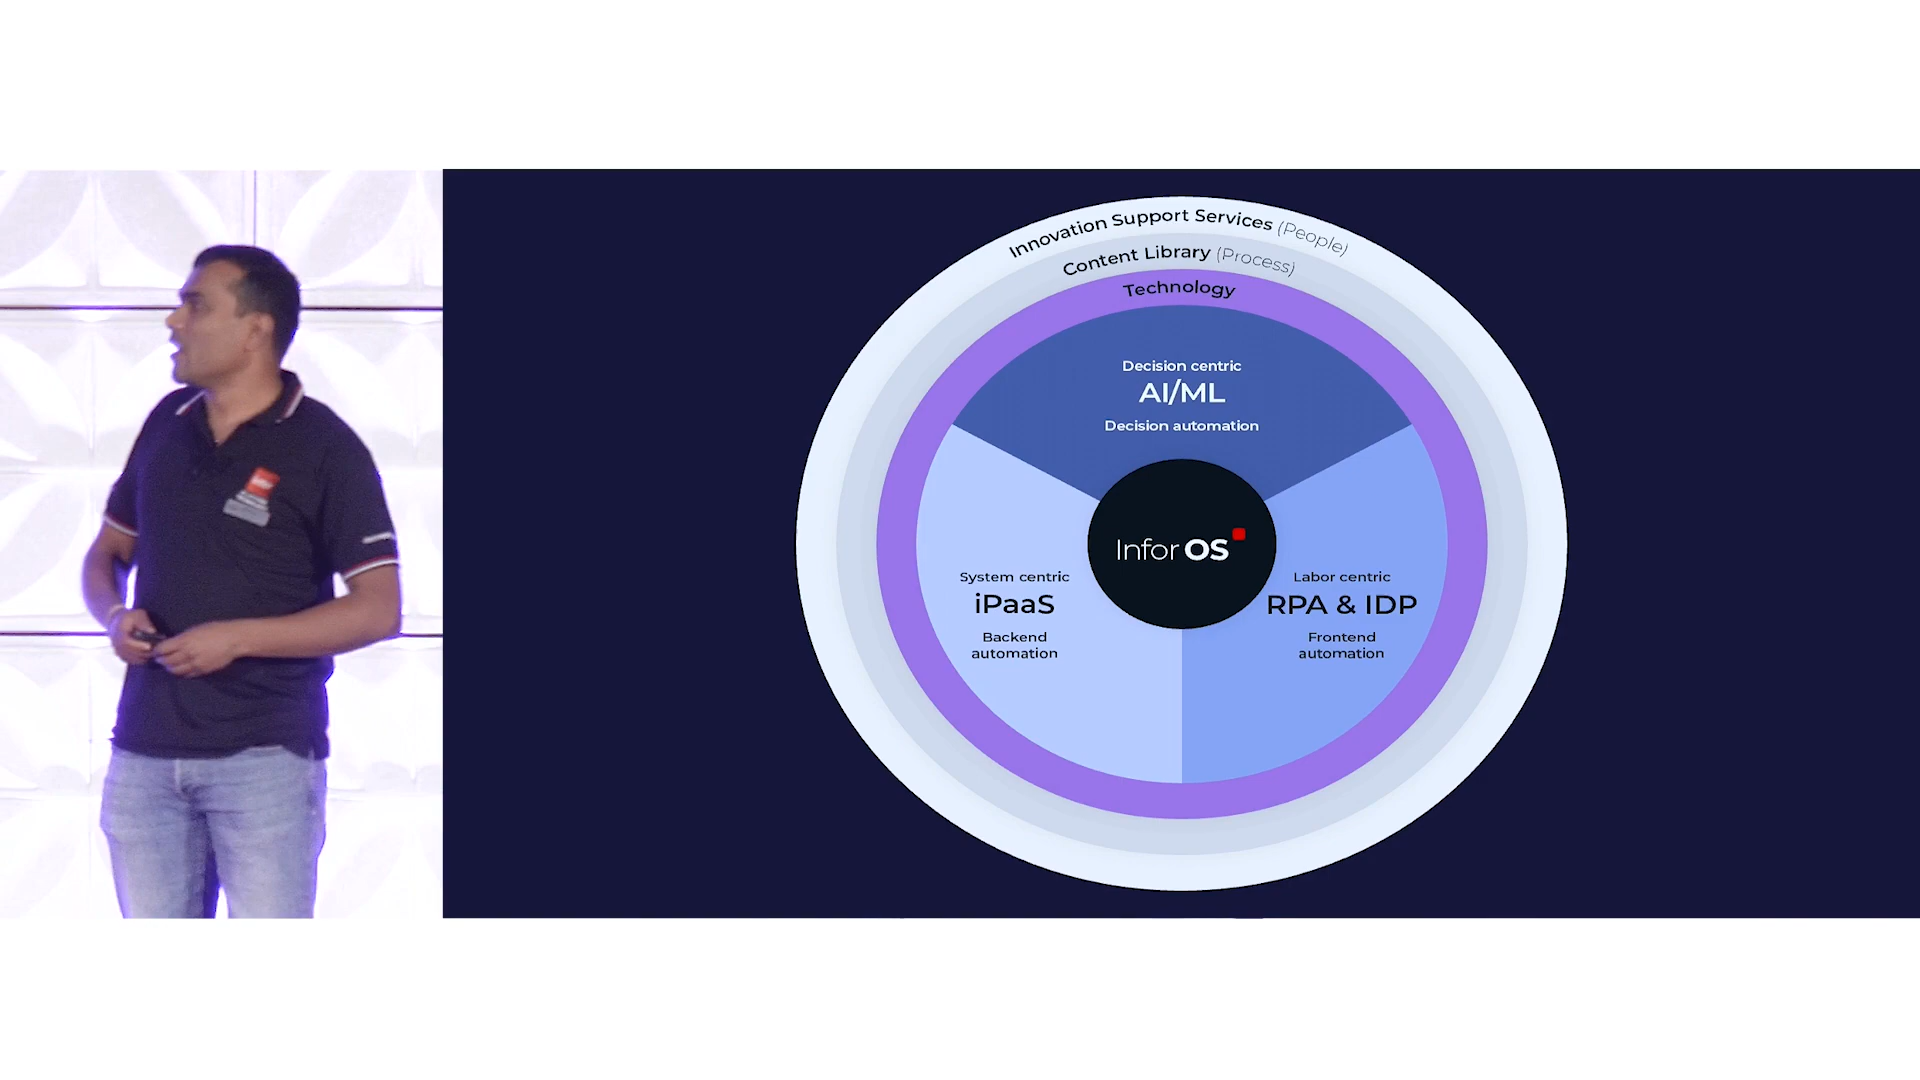 Innovation Support Services (People)
Content Library (Process)
Technology
Decision centric
AI/ML
Decision automation
Infor OS
System centric
iPaaS
Backend
automation
Labor centric
RPA & IDP
Frontend
automation